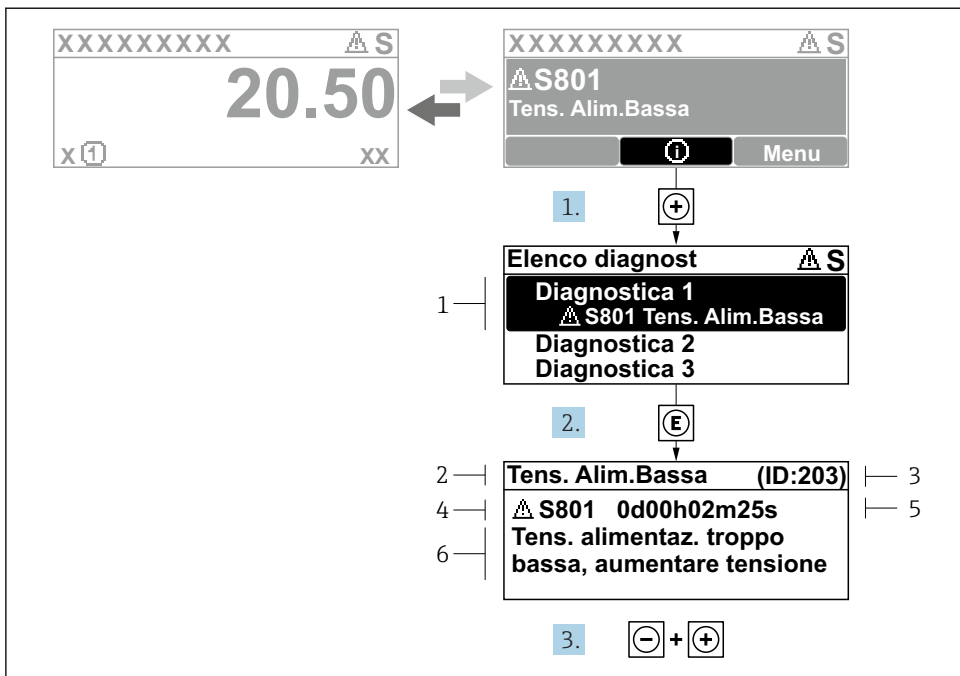 XXXXXXXXX ⚠ S
20.50
X ① XX
XXXXXXXXX ⚠ S
⚠ S801
Tens. Alim.Bassa
ⓘ Menu
1. +
Elenco diagnost ⚠ S
1
Diagnostica 1
⚠ S801 Tens. Alim.Bassa
Diagnostica 2
Diagnostica 3
2. E
2 Tens. Alim.Bassa (ID:203) 3
4 ⚠ S801 0d00h02m25s 5
6
Tens. alimentaz. troppo
bassa, aumentare tensione
3. - + +